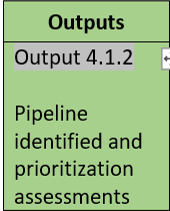 Outputs
Output 4.1.2
Pipeline
identified and
prioritization
assessments